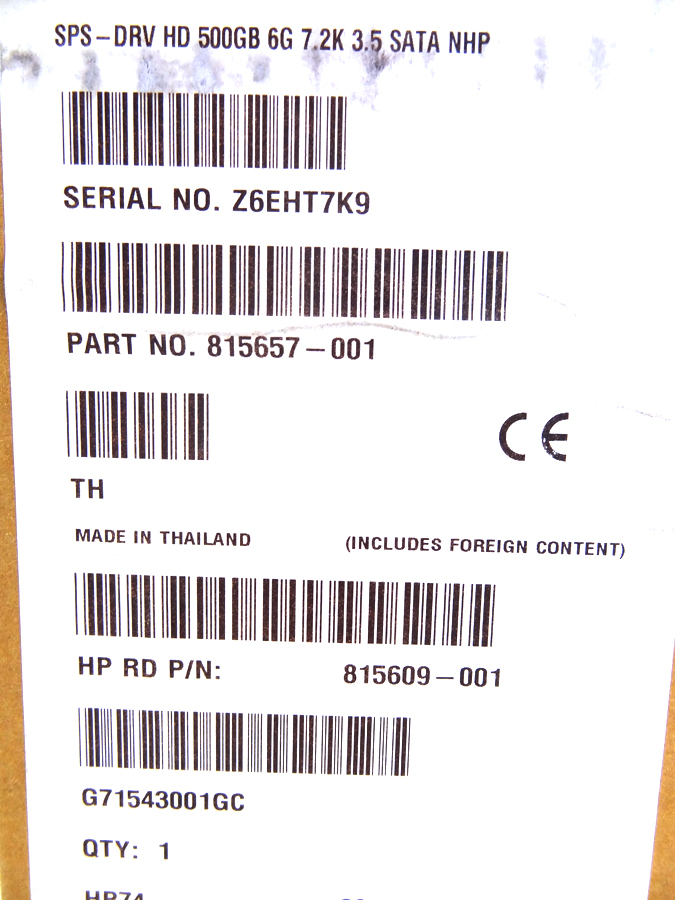 SPS-DRV HD 500GB 6G 7.2K 3.5 SATA NHP
SERIAL NO. Z6EHT7K9
PART NO. 815657-001
CE
TH
MADE IN THAILAND (INCLUDES FOREIGN CONTENT)
HP RD P/N: 815609-001
G71543001GC
QTY: 1
HP74